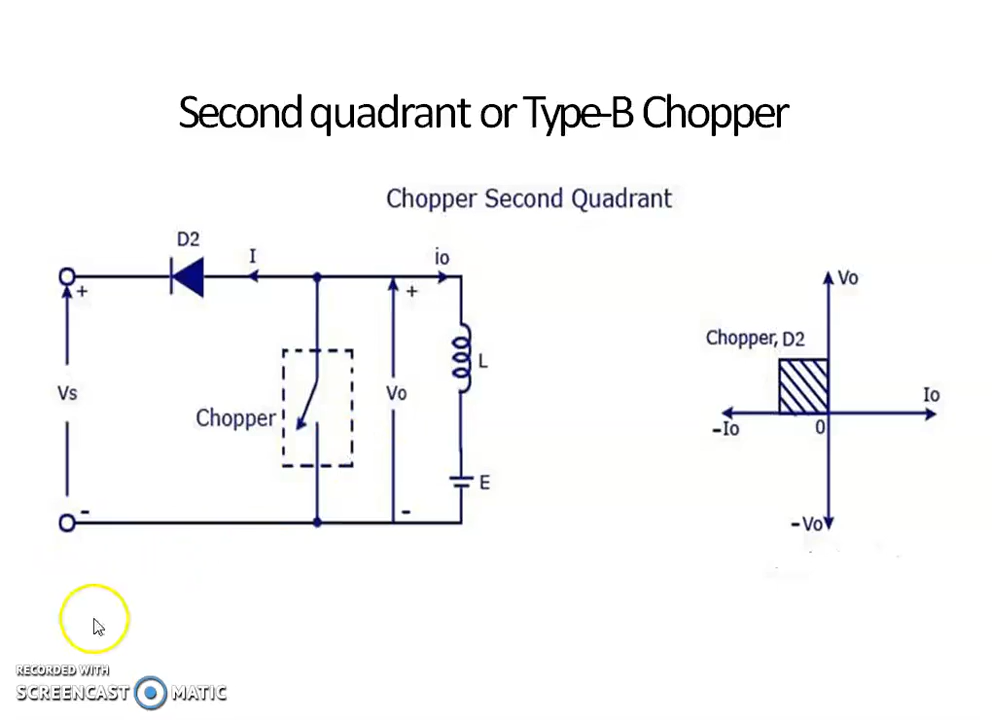 Second quadrant or Type-B Chopper
Chopper Second Quadrant
D2
I
io
+
+
Vo
Chopper, D2
L
Vs
Vo
Io
Chopper
-Io
0
E
-
-
-Vo
RECORDED WITH
SCREENCAST MATIC